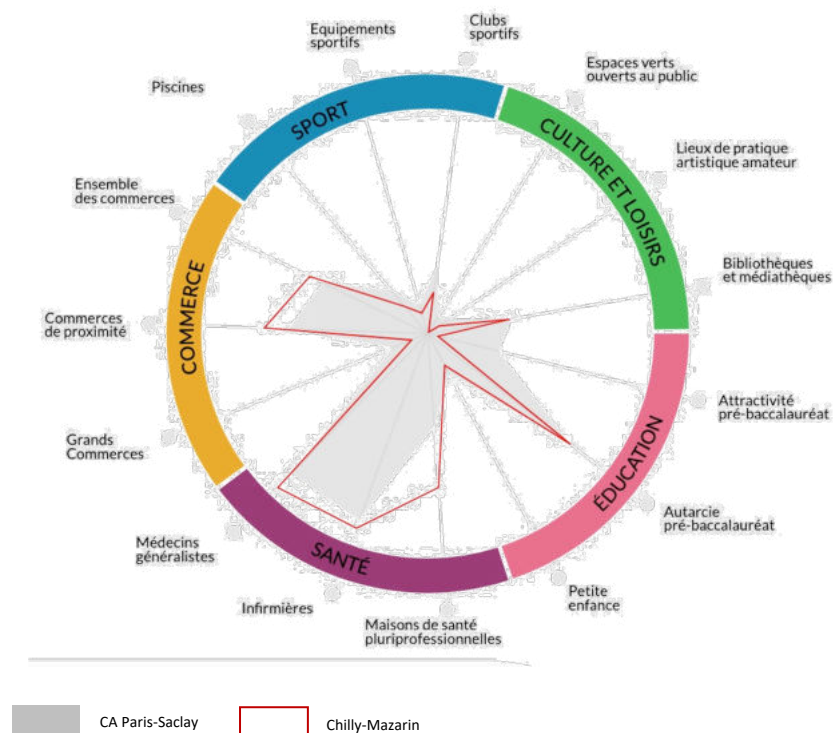 Clubs
sportifs
Equipements
sportifs
Espaces verts
ouverts au public
Piscines
SPORT
CULTURE ET LOISIRS
Lieux de pratique
artistique amateur
Ensemble
des commerces
Bibliothèques
et médiathèques
COMMERCE
Commerces
de proximité
Attractivité
pré-baccalauréat
Grands
Commerces
ÉDUCATION
Autarcie
pré-baccalauréat
Médecins
généralistes
SANTÉ
Petite
enfance
Infirmières
Maisons de santé
pluriprofessionnelles
CA Paris-Saclay
Chilly-Mazarin